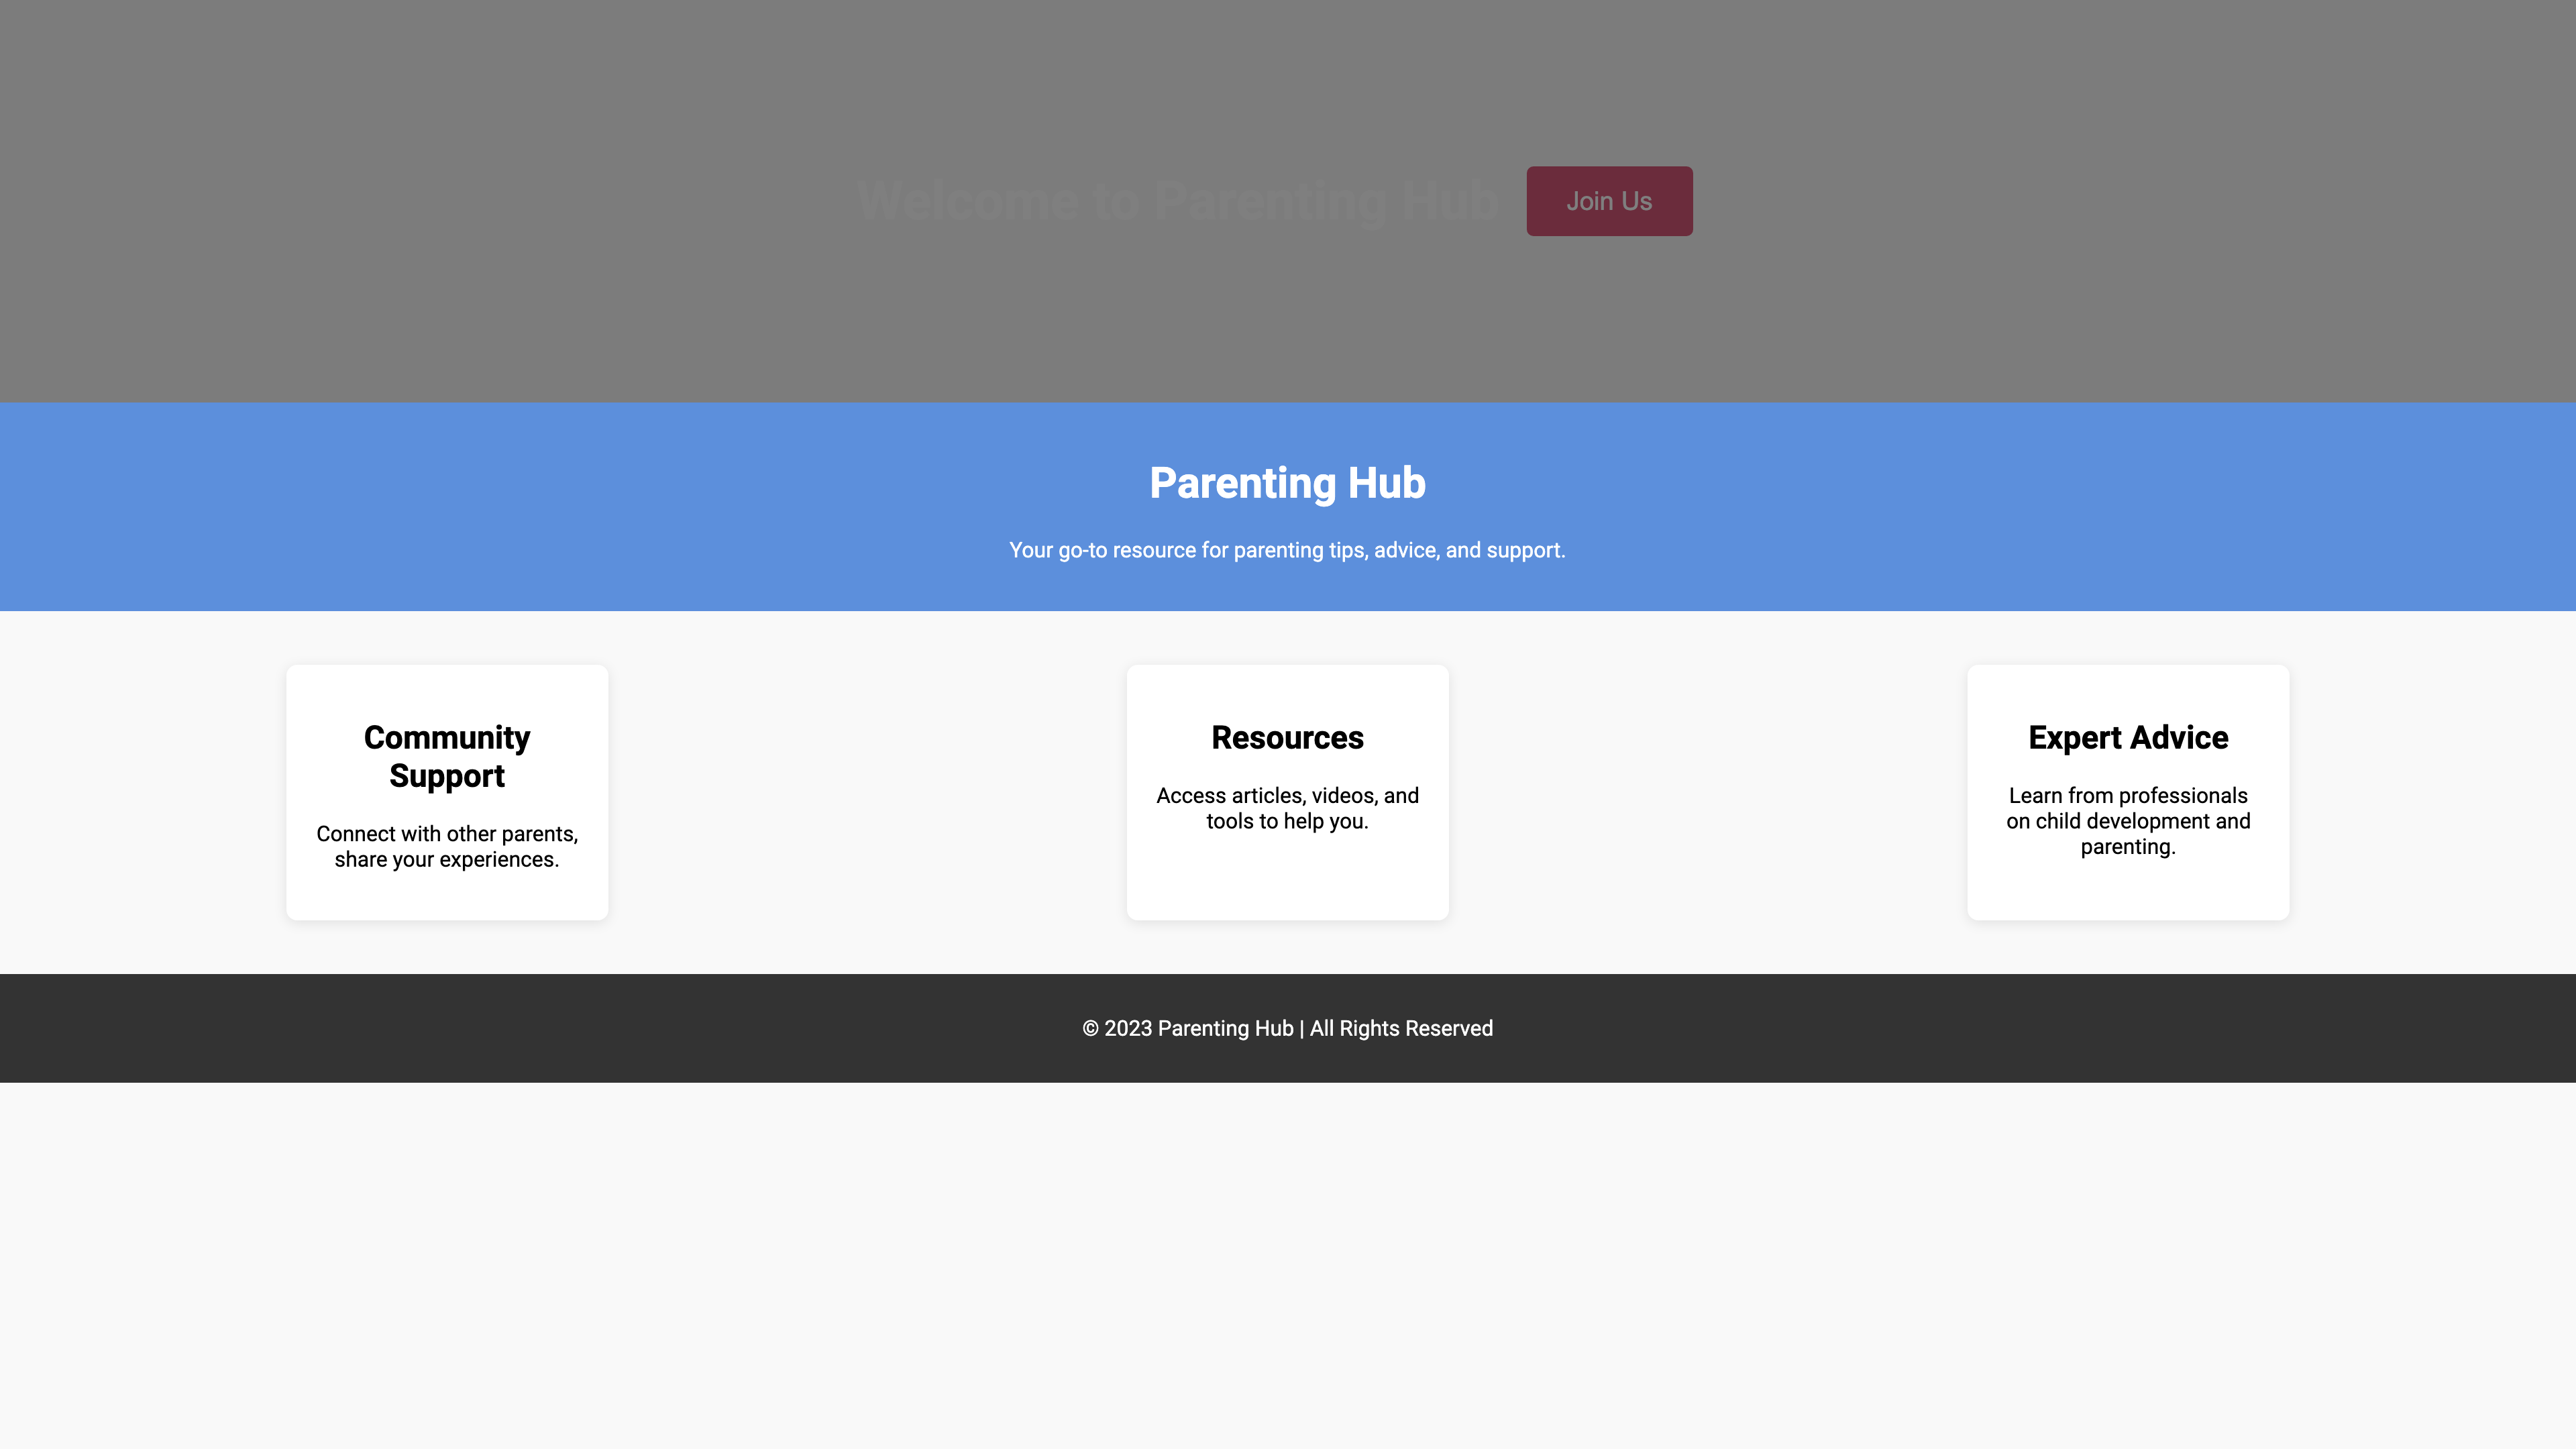 Welcome to Parenting Hub
Join Us
Parenting Hub
Your go-to resource for parenting tips, advice, and support.
Community
Support
Connect with other parents,
share your experiences.
Resources
Access articles, videos, and
tools to help you.
Expert Advice
Learn from professionals
on child development and
parenting.
© 2023 Parenting Hub | All Rights Reserved